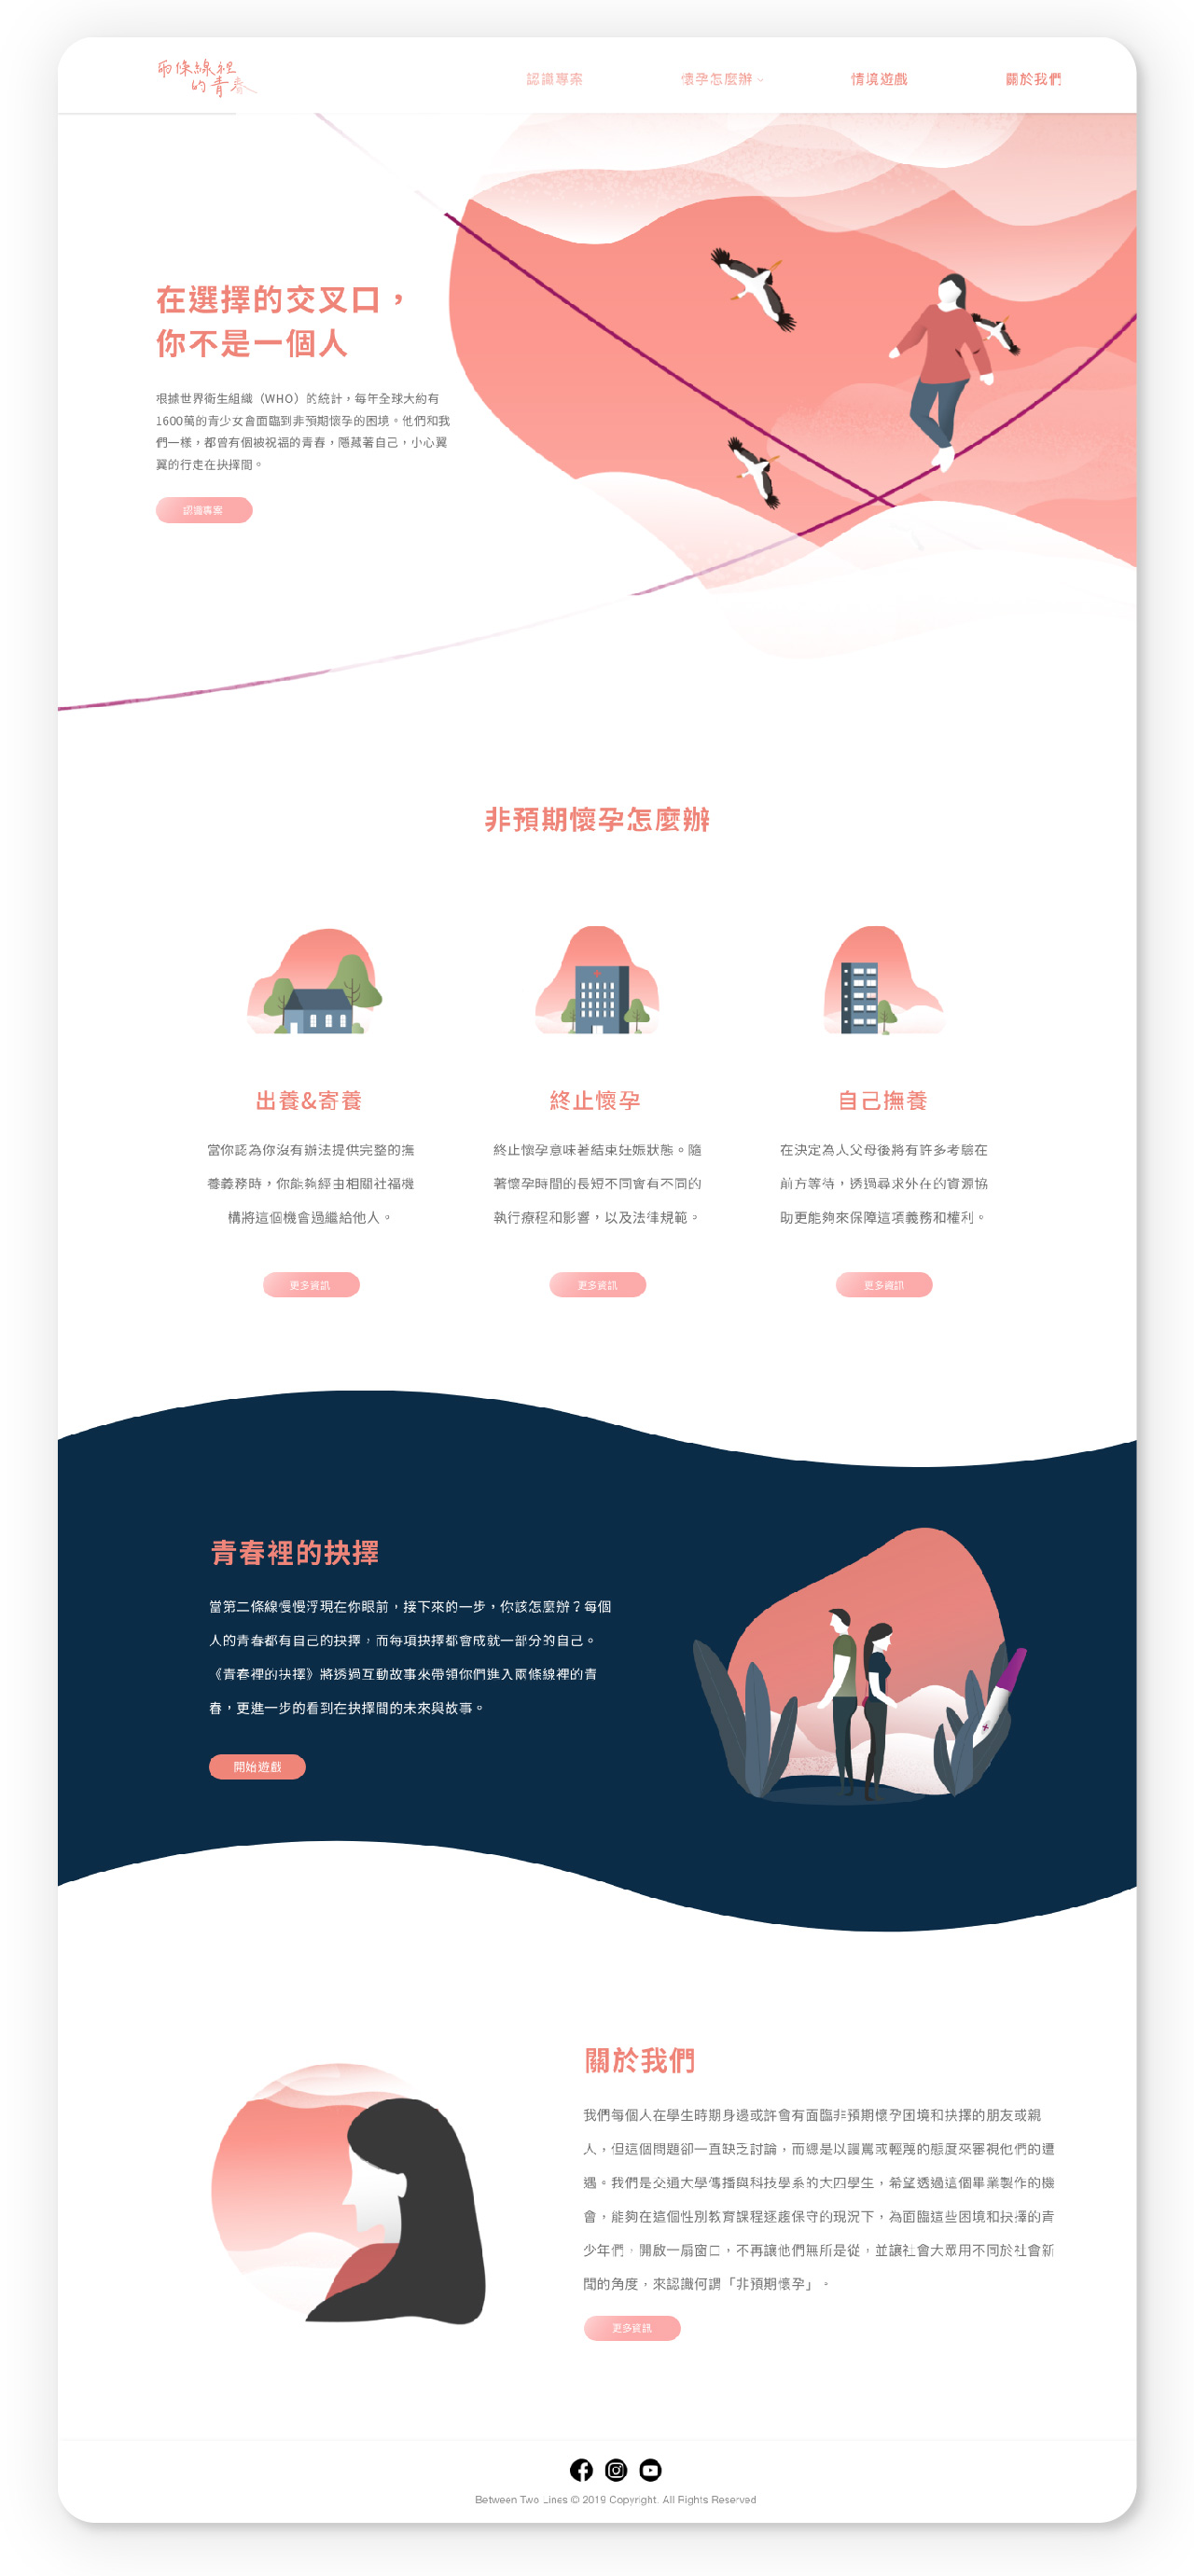 兩條線裡
的青春
認識專案
懷孕怎麼辦
情境遊戲
關於我們
在選擇的交叉口，
你不是一個人
根據世界衛生組織（WHO）的統計，每年全球大約有
1600萬的青少女會面臨到非預期懷孕的困境。他們和我
們一樣，都曾有個被祝福的青春，隱藏著自己，小心翼
翼的行走在抉擇間。
認識專案
非預期懷孕怎麼辦
出養&寄養
當你認為你沒有辦法提供完整的撫
養義務時，你能夠經由相關社福機
構將這個機會過繼給他人。
更多資訊
終止懷孕
終止懷孕意味著結束妊娠狀態。隨
著懷孕時間的長短不同會有不同的
執行療程和影響，以及法律規範。
更多資訊
自己撫養
在決定為人父母後將有許多考驗在
前方等待，透過尋求外在的資源協
助更能夠來保障這項義務和權利。
更多資訊
青春裡的抉擇
當第二條線慢慢浮現在你眼前，接下來的一步，你該怎麼辦？每個
人的青春都有自己的抉擇，而每項抉擇都會成就一部分的自己。
《青春裡的抉擇》將透過互動故事來帶領你們進入兩條線裡的青
春，更進一步的看到在抉擇間的未來與故事。
開始遊戲
關於我們
我們每個人在學生時期身邊或許會有面臨非預期懷孕困境和抉擇的朋友或親
人，但這個問題卻一直缺乏討論，而總是以謾罵或輕蔑的態度來審視他們的遭
遇。我們是交通大學傳播與科技學系的大四學生，希望透過這個畢業製作的機
會，能夠在這個性別教育課程逐趨保守的現況下，為面臨這些困境和抉擇的青
少年們，開啟一扇窗口，不再讓他們無所是從，並讓社會大眾用不同於社會新
聞的角度，來認識何謂「非預期懷孕」。
更多資訊
Between Two Lines © 2019 Copyright. All Rights Reserved